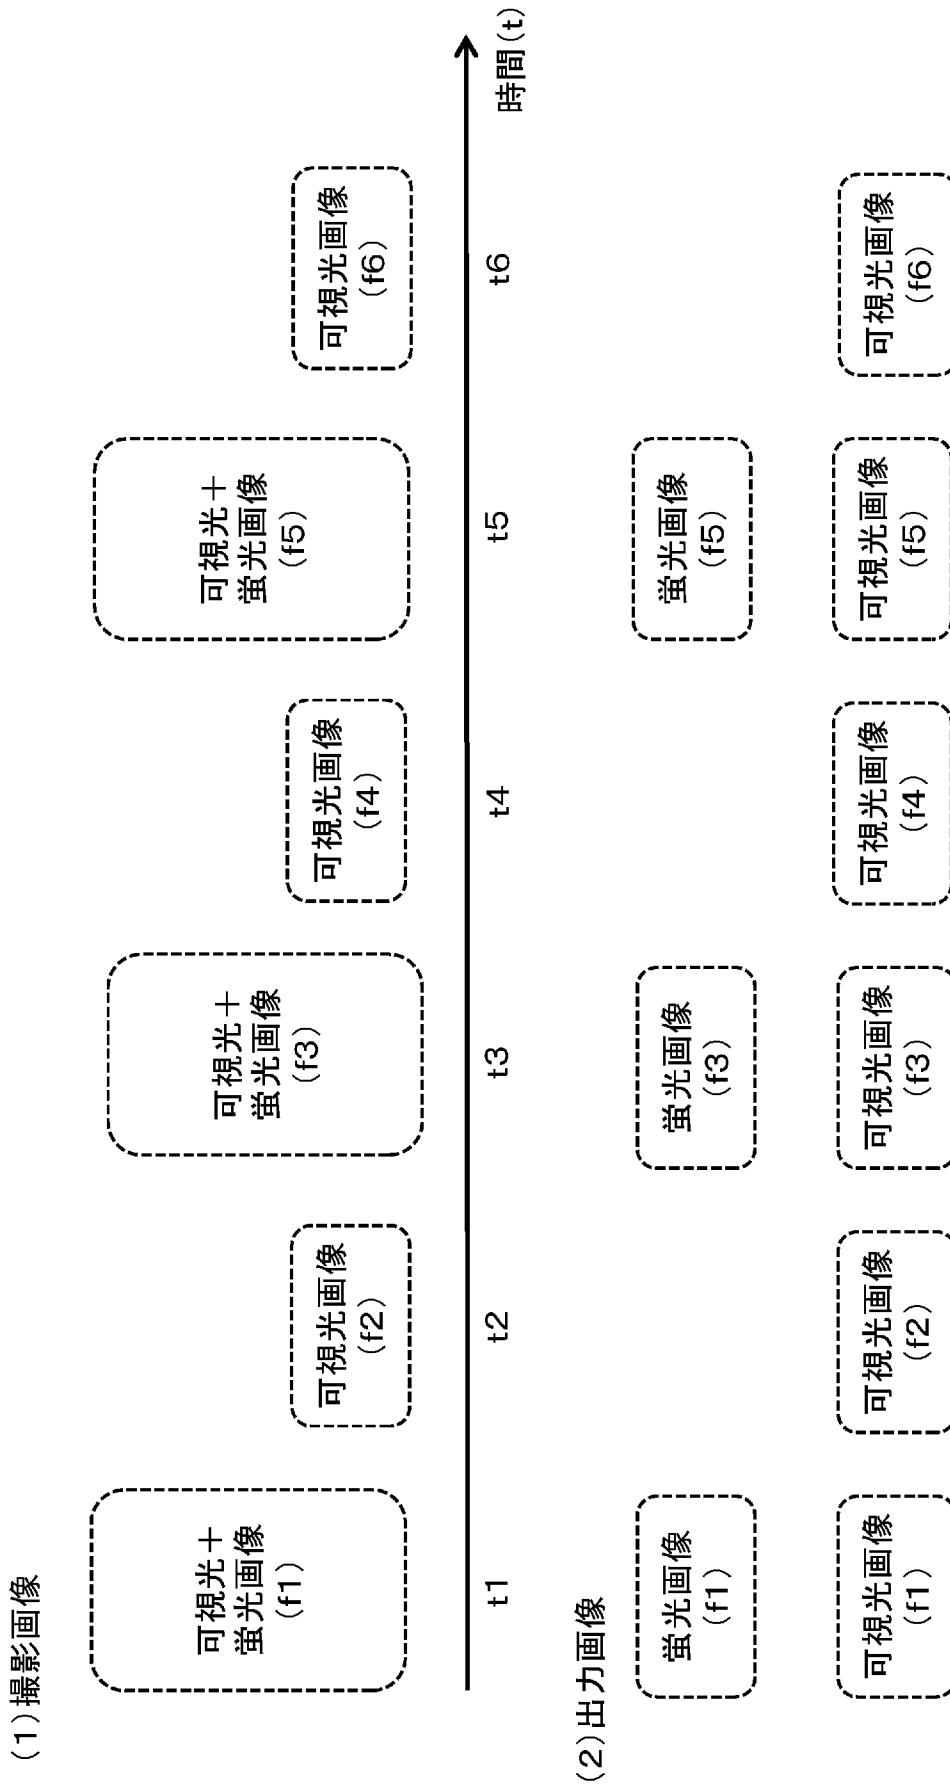 (1)撮影画像
可視光＋
蛍光画像
(f1)
可視光画像
(f2)
可視光＋
蛍光画像
(f3)
可視光画像
(f4)
可視光＋
蛍光画像
(f5)
可視光画像
(f6)
t1
t2
t3
t4
t5
t6
時間(t)
(2)出力画像
蛍光画像
(f1)
蛍光画像
(f3)
蛍光画像
(f5)
可視光画像
(f1)
可視光画像
(f2)
可視光画像
(f3)
可視光画像
(f4)
可視光画像
(f5)
可視光画像
(f6)